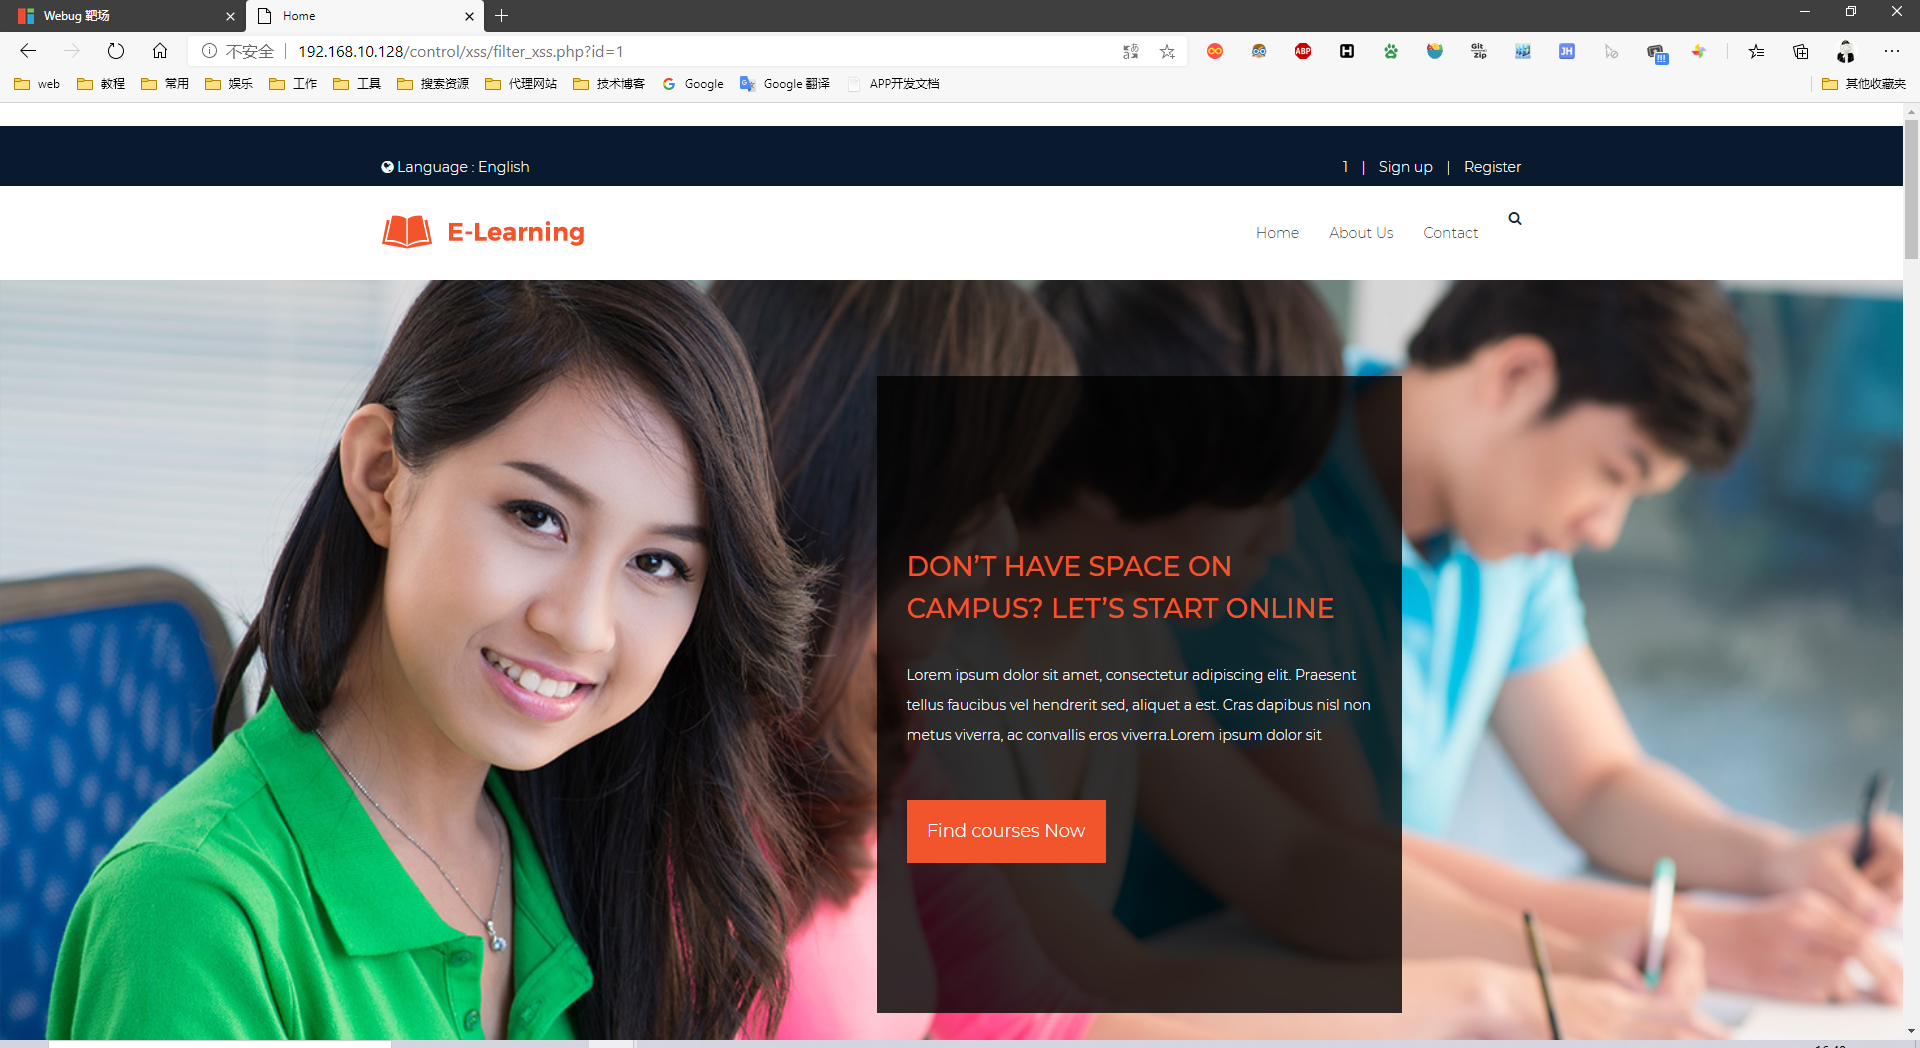 Webug 靶场
Home
不安全 | 192.168.10.128/control/xss/filter_xss.php?id=1
web 教程 常用 娱乐 工作 工具 搜索资源 代理网站 技术博客 Google Google 翻译 APP开发文档 其他收藏夹
Language : English
1 | Sign up | Register
E-Learning
Home About Us Contact
DON’T HAVE SPACE ON
CAMPUS? LET’S START ONLINE
Lorem ipsum dolor sit amet, consectetur adipiscing elit. Praesent
tellus faucibus vel hendrerit sed, aliquet a est. Cras dapibus nisl non
metus viverra, ac convallis eros viverra.Lorem ipsum dolor sit
Find courses Now